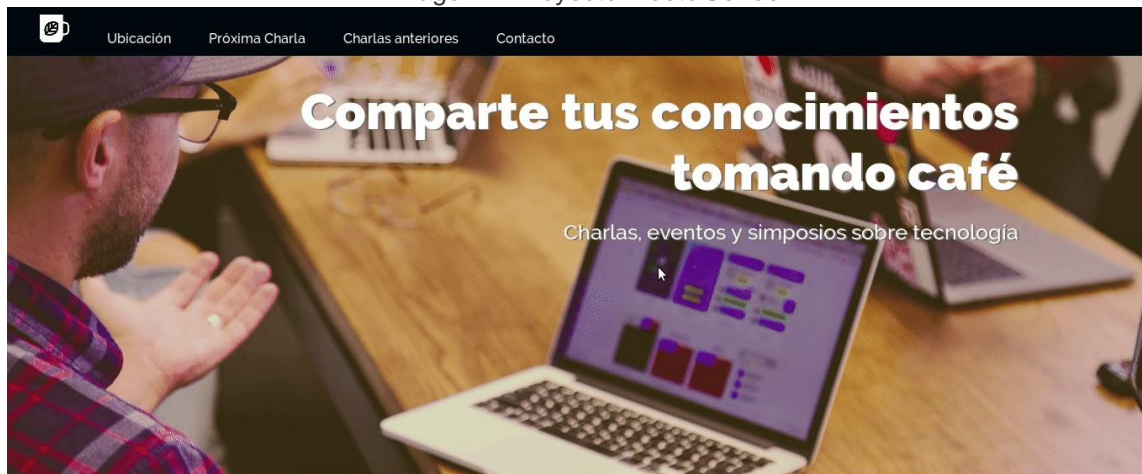 Ubicación Próxima Charla Charlas anteriores Contacto
Comparte tus conocimientos
tomando café
Charlas, eventos y simposios sobre tecnología